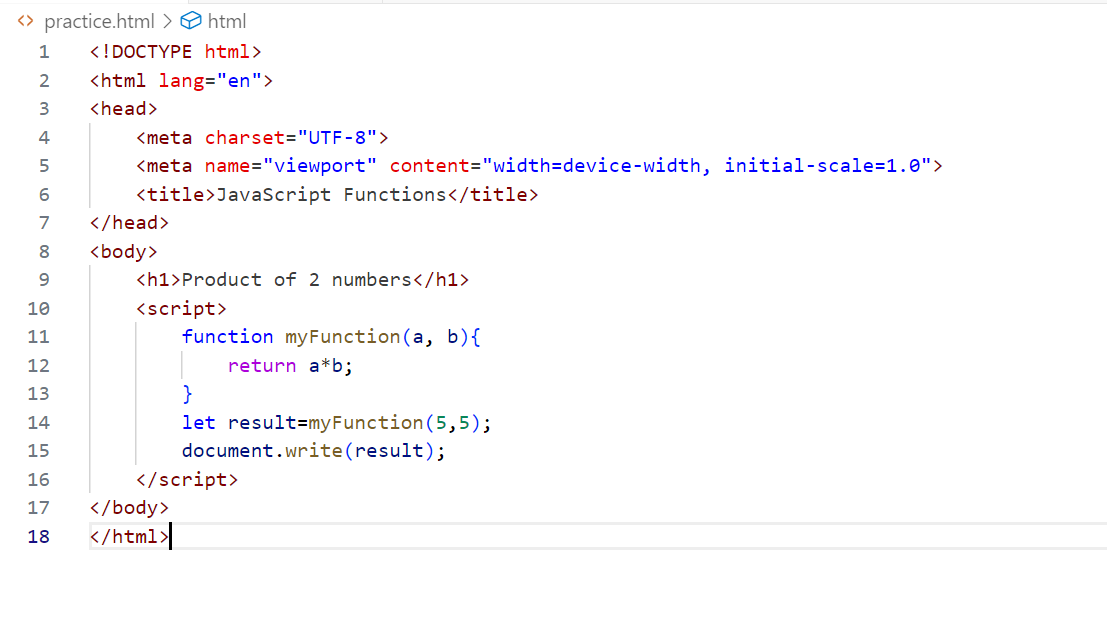 <> practice.html > html
1 <!DOCTYPE html>
2 <html lang="en">
3 <head>
4     <meta charset="UTF-8">
5     <meta name="viewport" content="width=device-width, initial-scale=1.0">
6     <title>JavaScript Functions</title>
7 </head>
8 <body>
9     <h1>Product of 2 numbers</h1>
10     <script>
11         function myFunction(a, b){
12             return a*b;
13         }
14         let result=myFunction(5,5);
15         document.write(result);
16     </script>
17 </body>
18 </html>